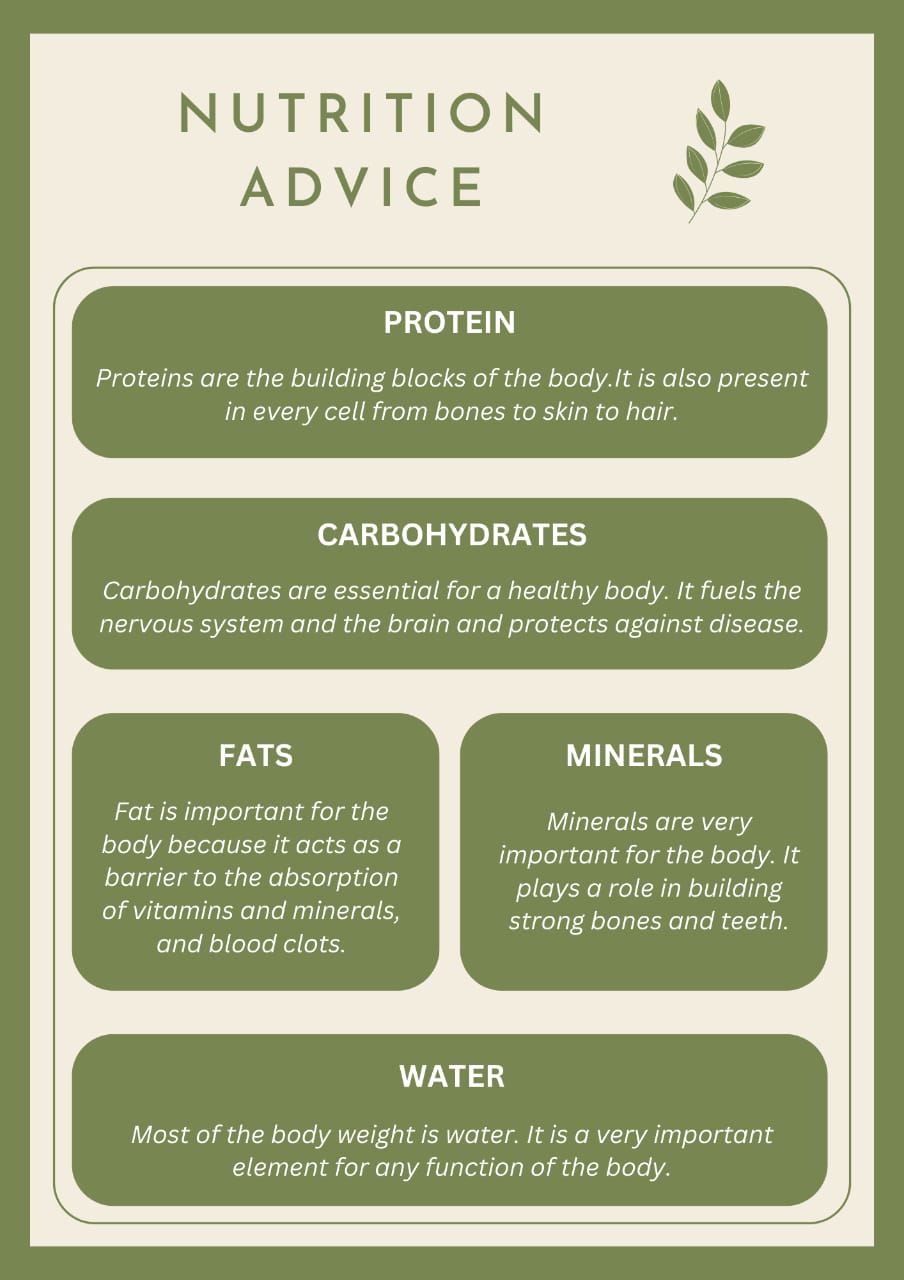 NUTRITION
ADVICE
PROTEIN
Proteins are the building blocks of the body.It is also present
in every cell from bones to skin to hair.
CARBOHYDRATES
Carbohydrates are essential for a healthy body. It fuels the
nervous system and the brain and protects against disease.
FATS
Fat is important for the
body because it acts as a
barrier to the absorption
of vitamins and minerals,
and blood clots.
MINERALS
Minerals are very
important for the body. It
plays a role in building
strong bones and teeth.
WATER
Most of the body weight is water. It is a very important
element for any function of the body.